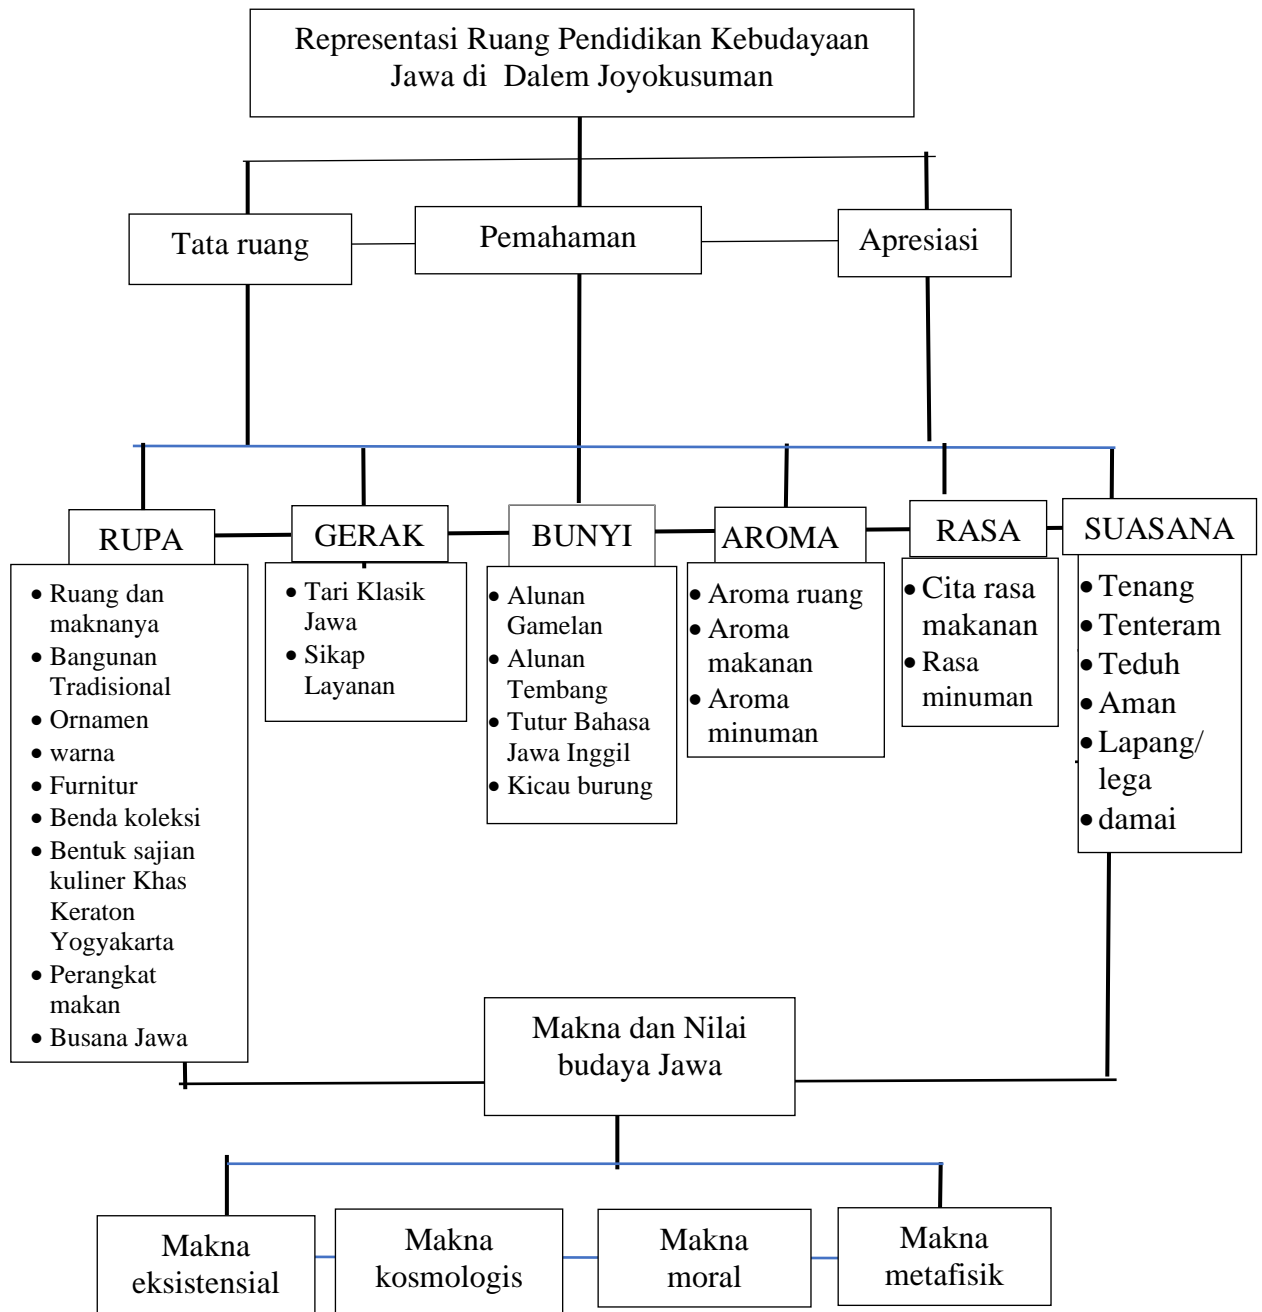 Representasi Ruang Pendidikan Kebudayaan
Jawa di Dalem Joyokusuman
Tata ruang
Pemahaman
Apresiasi
RUPA
GERAK
BUNYI
AROMA
RASA
SUASANA
• Ruang dan
maknanya
• Bangunan
Tradisional
• Ornamen
• warna
• Furnitur
• Benda koleksi
• Bentuk sajian
kuliner Khas
Keraton
Yogyakarta
• Perangkat
makan
• Busana Jawa
• Tari Klasik
Jawa
• Sikap
Layanan
• Alunan
Gamelan
• Alunan
Tembang
• Tutur Bahasa
Jawa Inggil
• Kicau burung
• Aroma ruang
• Aroma
makanan
• Aroma
minuman
• Cita rasa
makanan
• Rasa
minuman
• Tenang
• Tenteram
• Teduh
• Aman
• Lapang/
lega
• damai
Makna dan Nilai
budaya Jawa
Makna
eksistensial
Makna
kosmologis
Makna
moral
Makna
metafisik